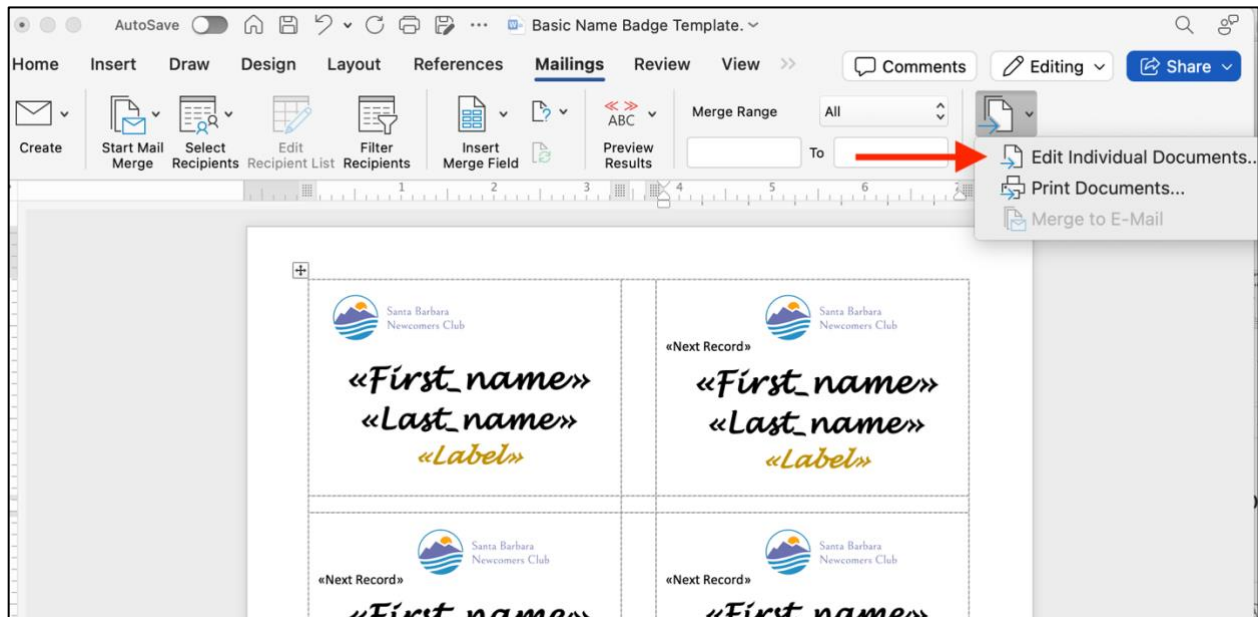 AutoSave Basic Name Badge Template.
Home Insert Draw Design Layout References Mailings Review View Comments Editing Share
ABC Merge Range All
Create Start Mail Merge Select Recipients Edit Recipient List Filter Recipients Insert Merge Field Preview Results To
Edit Individual Documents...
Print Documents...
Merge to E-Mail
1 2 3 4 5 6
Santa Barbara
Newcomers Club
«First_name»
«Last_name»
«Label»
Santa Barbara
Newcomers Club
«Next Record»
«First_name»
«Last_name»
«Label»
Santa Barbara
Newcomers Club
«Next Record»
«First_name»
Santa Barbara
Newcomers Club
«Next Record»
«First_name»